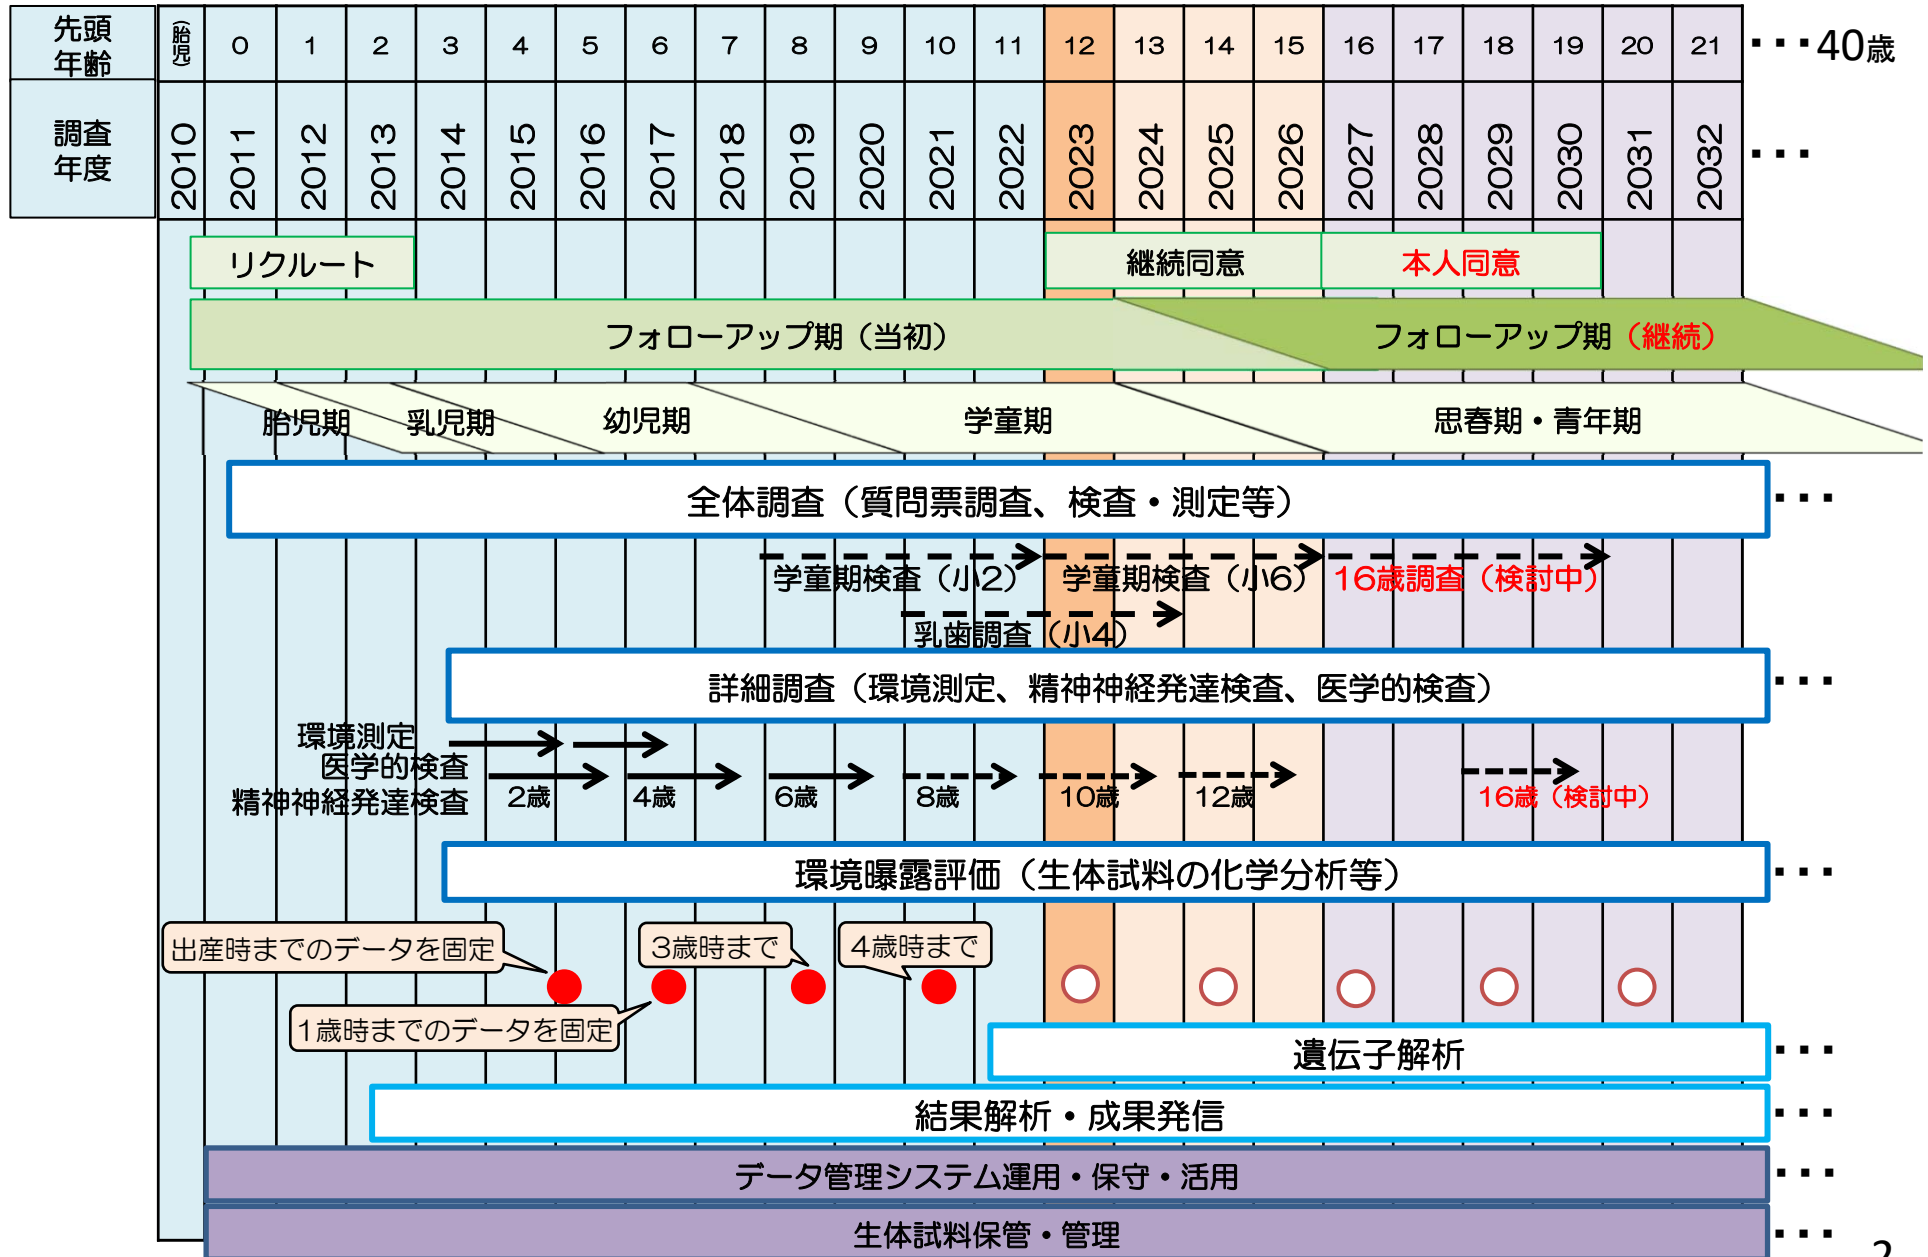 先頭
年齢
(胎児) 0 1 2 3 4 5 6 7 8 9 10 11 12 13 14 15 16 17 18 19 20 21 ・・・40歳
調査
年度
2010 2011 2012 2013 2014 2015 2016 2017 2018 2019 2020 2021 2022 2023 2024 2025 2026 2027 2028 2029 2030 2031 2032 ・・・
リクルート 継続同意 本人同意
フォローアップ期（当初） フォローアップ期（継続）
胎児期 乳児期 幼児期 学童期 思春期・青年期
全体調査（質問票調査、検査・測定等） ・・・
学童期検査（小2） 学童期検査（小6） 16歳調査（検討中）
乳歯調査（小4）
詳細調査（環境測定、精神神経発達検査、医学的検査） ・・・
環境測定
医学的検査
精神神経発達検査 2歳 4歳 6歳 8歳 10歳 12歳 16歳（検討中）
環境曝露評価（生体試料の化学分析等） ・・・
出産時までのデータを固定 3歳時まで 4歳時まで
1歳時までのデータを固定
遺伝子解析 ・・・
結果解析・成果発信 ・・・
データ管理システム運用・保守・活用 ・・・
生体試料保管・管理 ・・・
2